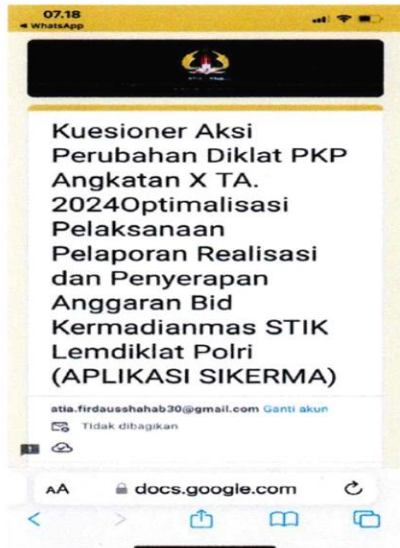 07.18
WhatsApp
Kuesioner Aksi
Perubahan Diklat PKP
Angkatan X TA.
2024Optimalisasi
Pelaksanaan
Pelaporan Realisasi
dan Penyerapan
Anggaran Bid
Kermadianmas STIK
Lemdiklat Polri
(APLIKASI SIKERMA)
atia.firdausshahab30@gmail.com Ganti akun
Tidak dibagikan
AA docs.google.com